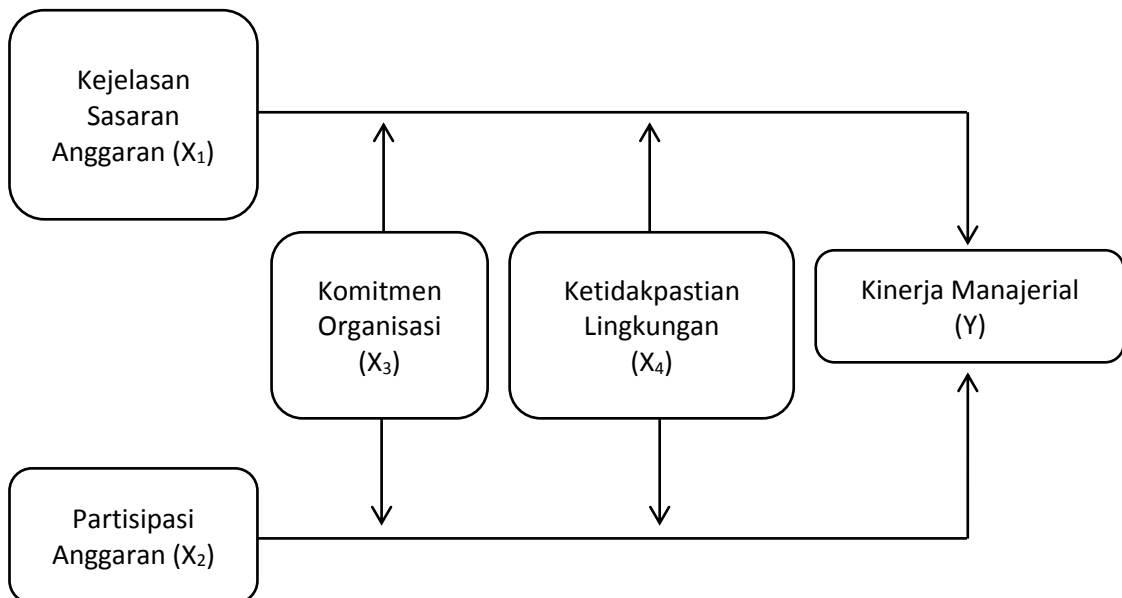 Kejelasan
Sasaran
Anggaran (X₁)
Komitmen
Organisasi
(X₃)
Ketidakpastian
Lingkungan
(X₄)
Kinerja Manajerial
(Y)
Partisipasi
Anggaran (X₂)